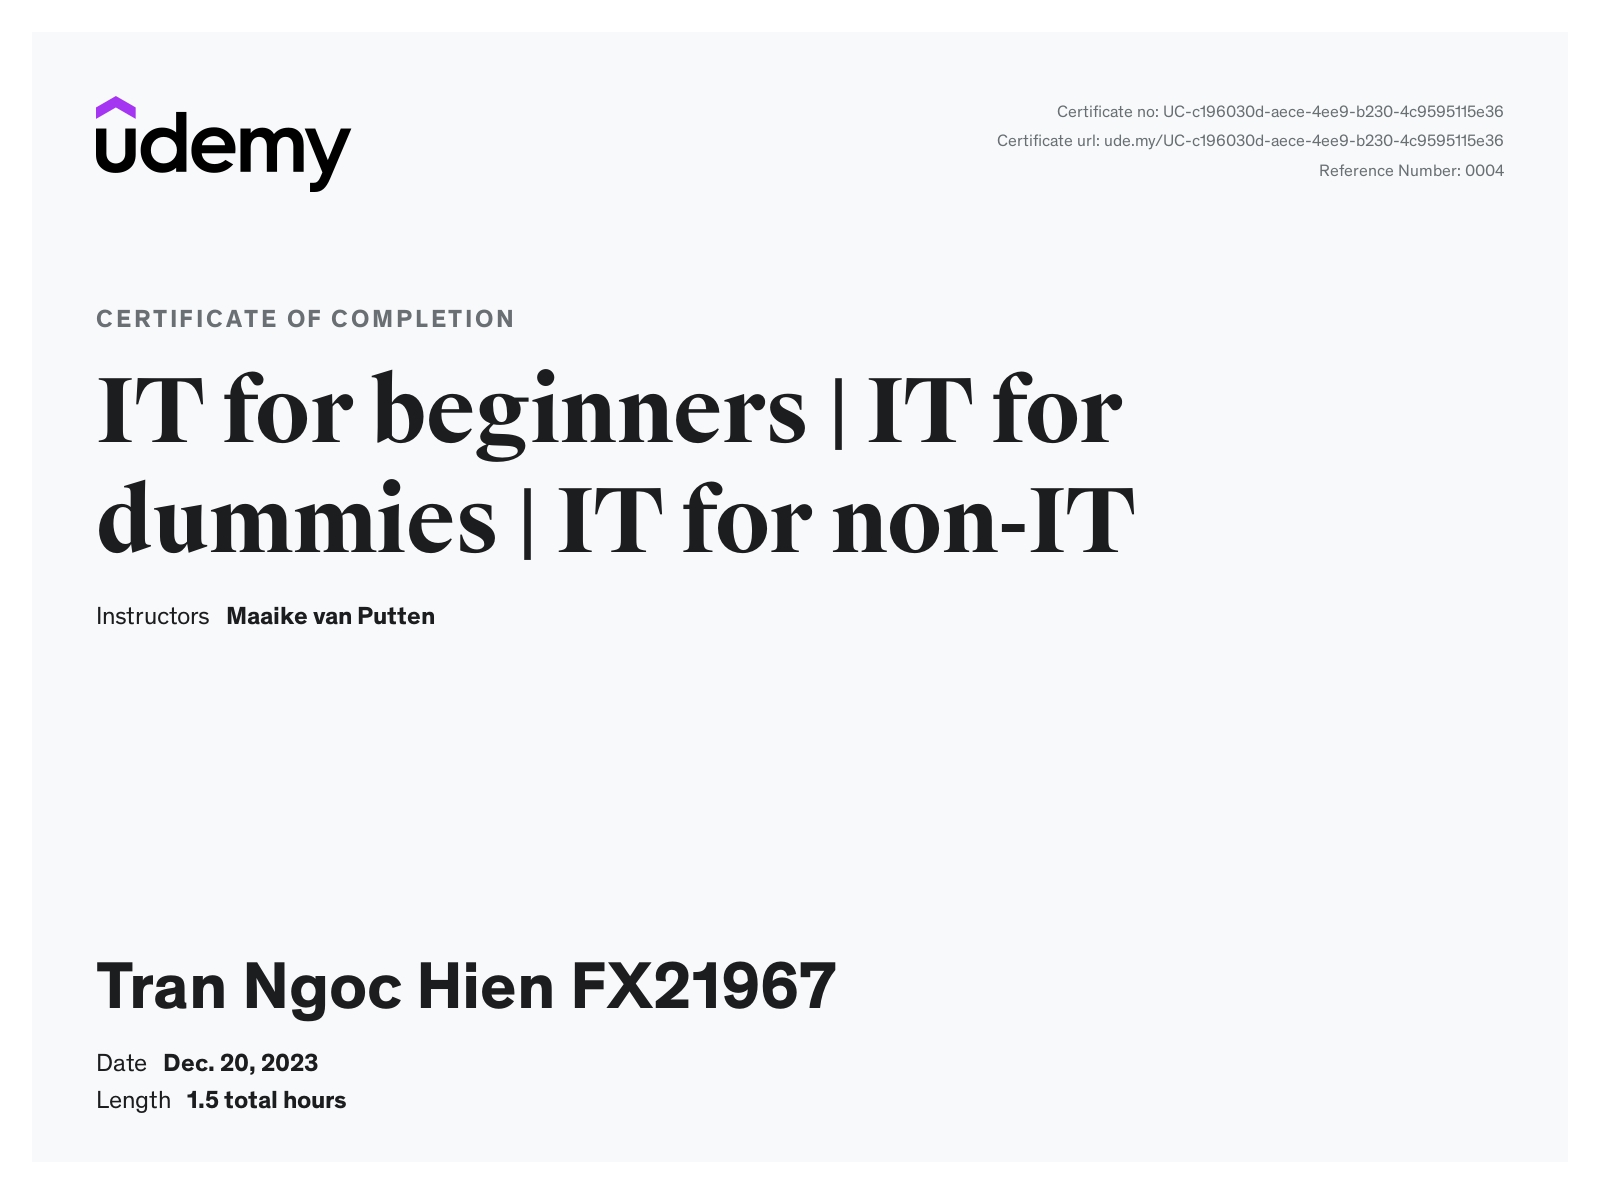 udemy
Certificate no: UC-c196030d-aece-4ee9-b230-4c9595115e36
Certificate url: ude.my/UC-c196030d-aece-4ee9-b230-4c9595115e36
Reference Number: 0004
CERTIFICATE OF COMPLETION
IT for beginners | IT for
dummies | IT for non-IT
Instructors Maaike van Putten
Tran Ngoc Hien FX21967
Date Dec. 20, 2023
Length 1.5 total hours